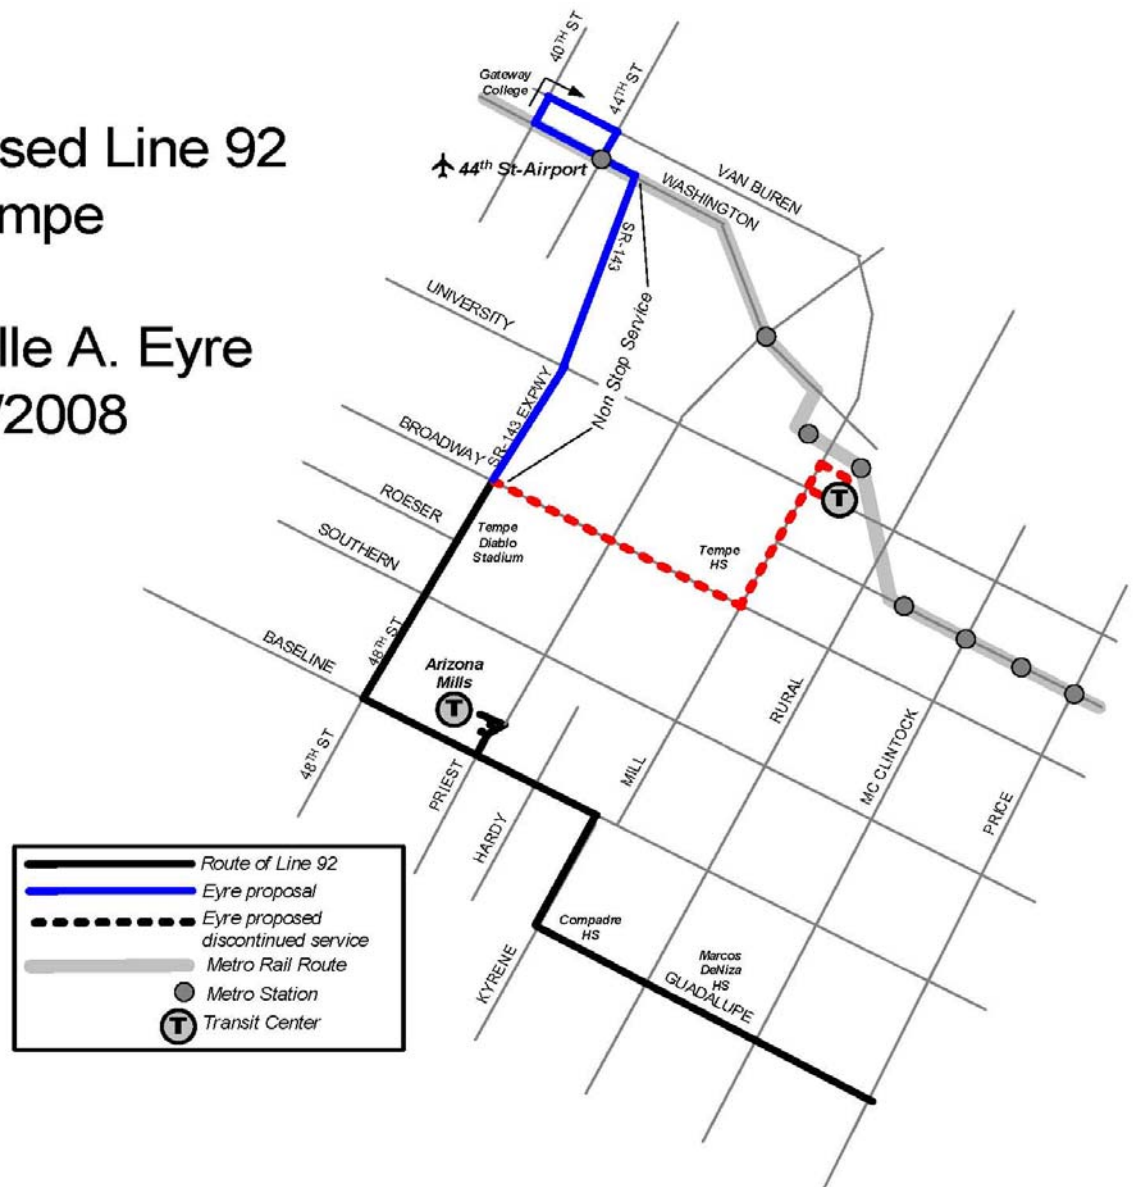 sed Line 92
mpe
lle A. Eyre
/2008
40TH ST
44TH ST
Gateway
College
44th St-Airport
VAN BUREN
WASHINGTON
SR-143
UNIVERSITY
Non Stop Service
SR-143 EXPWY
BROADWAY
ROESER
SOUTHERN
Tempe
Diablo
Stadium
Tempe
HS
T
BASELINE
48TH ST
Arizona
Mills
T
48TH ST
PRIEST
HARDY
MILL
RURAL
MC CLINTOCK
PRICE
Compadre
HS
KYRENE
Marcos
DeNiza
HS
GUADALUPE
Route of Line 92
Eyre proposal
Eyre proposed
discontinued service
Metro Rail Route
Metro Station
T Transit Center